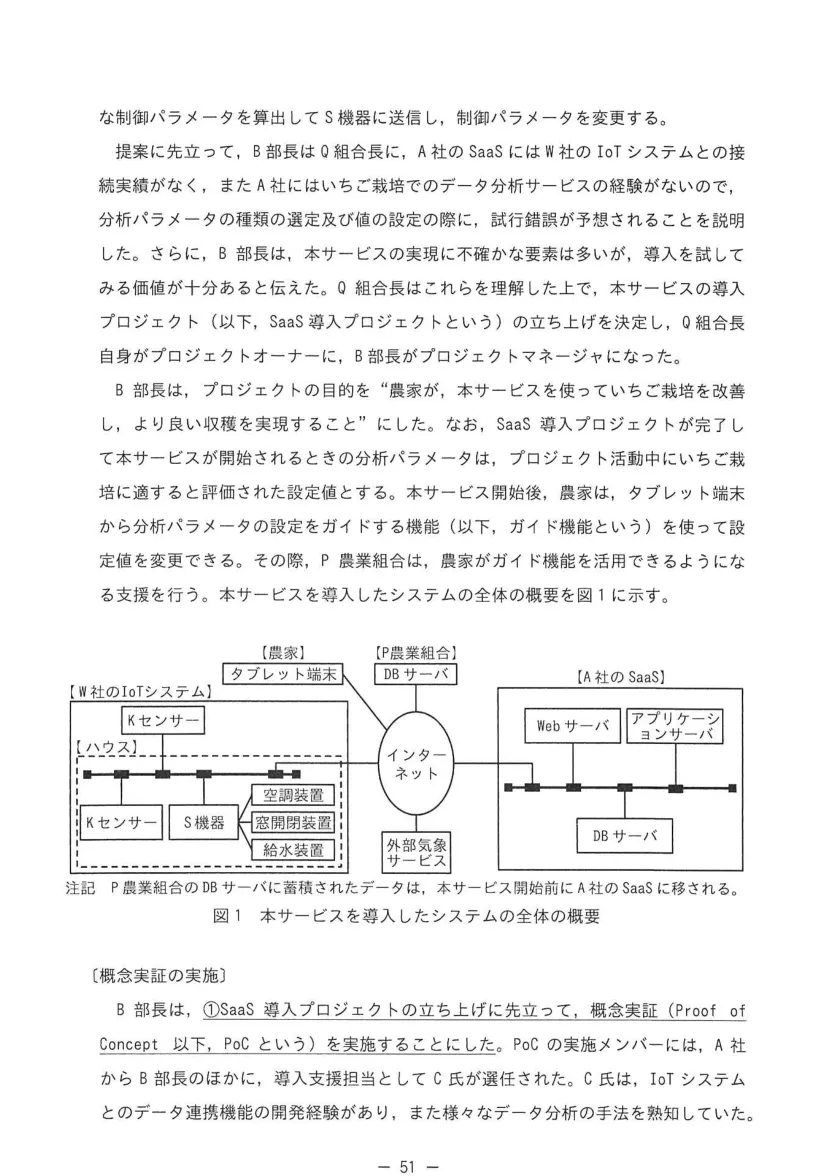 な制御パラメータを算出してS機器に送信し，制御パラメータを変更する。
提案に先立って，B部長はQ組合長に，A社のSaaSにはW社のIoTシステムとの接
続実績がなく，またA社にはいちご栽培でのデータ分析サービスの経験がないので，
分析パラメータの種類の選定及び値の設定の際に，試行錯誤が予想されることを説明
した。さらに，B部長は，本サービスの実現に不確かな要素は多いが，導入を試して
みる価値が十分あると伝えた。Q組合長はこれらを理解した上で，本サービスの導入
プロジェクト（以下，SaaS導入プロジェクトという）の立ち上げを決定し，Q組合長
自身がプロジェクトオーナーに，B部長がプロジェクトマネージャになった。
B部長は，プロジェクトの目的を“農家が，本サービスを使っていちご栽培を改善
し，より良い収穫を実現すること”にした。なお，SaaS導入プロジェクトが完了し
て本サービスが開始されるときの分析パラメータは，プロジェクト活動中にいちご栽
培に適すると評価された設定値とする。本サービス開始後，農家は，タブレット端末
から分析パラメータの設定をガイドする機能（以下，ガイド機能という）を使って設
定値を変更できる。その際，P農業組合は，農家がガイド機能を活用できるようにな
る支援を行う。本サービスを導入したシステムの全体の概要を図1に示す。
【農家】
タブレット端末
【P農業組合】
DBサーバ
【A社のSaaS】
【W社のIoTシステム】
Kセンサー
【ハウス】
Kセンサー
S機器
空調装置
窓開閉装置
給水装置
インター
ネット
外部気象
サービス
Webサーバ
アプリケーシ
ョンサーバ
DBサーバ
注記　P農業組合のDBサーバに蓄積されたデータは，本サービス開始前にA社のSaaSに移される。
図1　本サービスを導入したシステムの全体の概要
〔概念実証の実施〕
B部長は，①SaaS導入プロジェクトの立ち上げに先立って，概念実証（Proof of
Concept　以下，PoCという）を実施することにした。PoCの実施メンバーには，A社
からB部長のほかに，導入支援担当としてC氏が選任された。C氏は，IoTシステム
とのデータ連携機能の開発経験があり，また様々なデータ分析の手法を熟知していた。
— 51 —